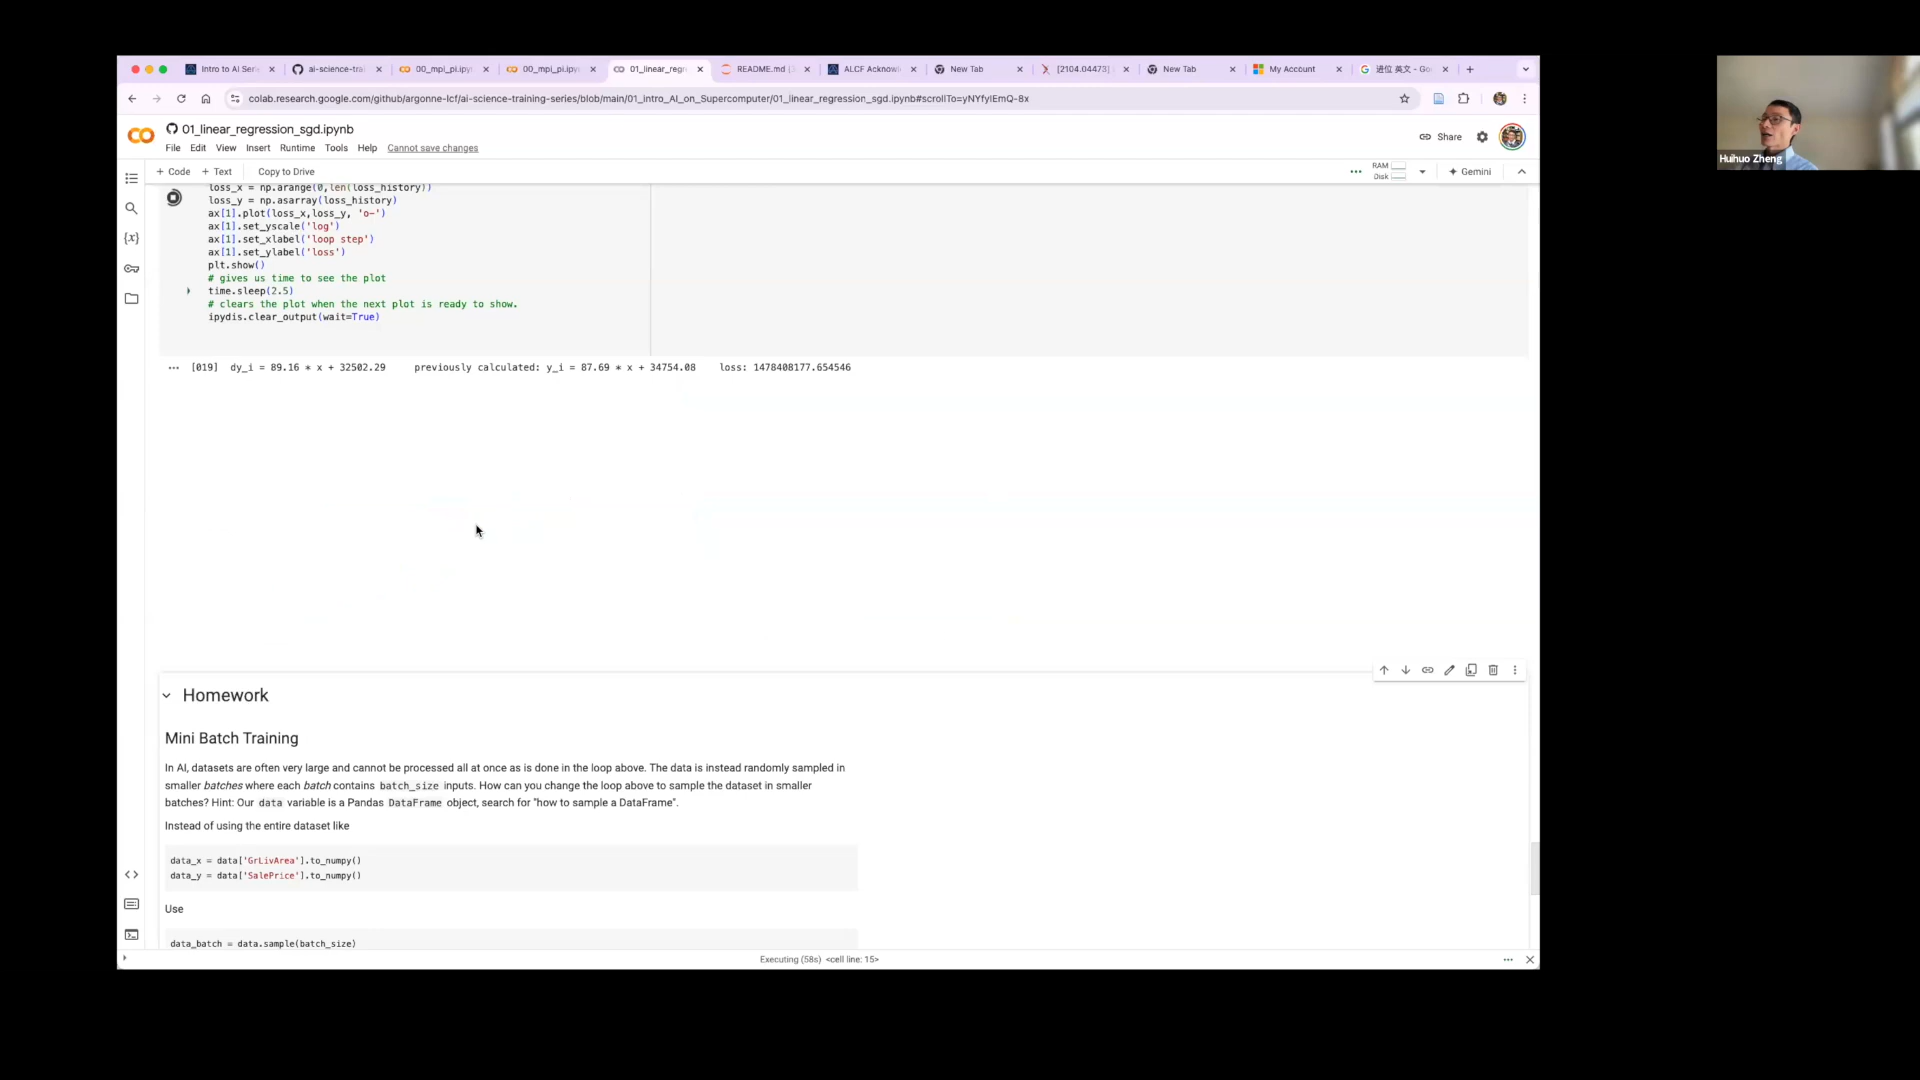 Intro to AI Seri
ai-science-trai
00_mpi_pi.ipy
00_mpi_pi.ipy
01_linear_regr
README.md (
ALCF Acknowl
New Tab
[2104.04473]
New Tab
My Account
进位 英文 - Go
colab.research.google.com/github/argonne-lcf/ai-science-training-series/blob/main/01_intro_AI_on_Supercomputer/01_linear_regression_sgd.ipynb#scrollTo=yNYfylEmQ-8x
01_linear_regression_sgd.ipynb
File Edit View Insert Runtime Tools Help Cannot save changes
Share
+ Code + Text Copy to Drive
RAM
Disk
Gemini
loss_x = np.arange(0,len(loss_history))
loss_y = np.asarray(loss_history)
ax[1].plot(loss_x,loss_y, 'o-')
ax[1].set_yscale('log')
ax[1].set_xlabel('loop step')
ax[1].set_ylabel('loss')
plt.show()
# gives us time to see the plot
time.sleep(2.5)
# clears the plot when the next plot is ready to show.
ipydis.clear_output(wait=True)
[019] dy_i = 89.16 * x + 32502.29 previously calculated: y_i = 87.69 * x + 34754.08 loss: 1478408177.654546
Homework
Mini Batch Training
In AI, datasets are often very large and cannot be processed all at once as is done in the loop above. The data is instead randomly sampled in
smaller batches where each batch contains batch_size inputs. How can you change the loop above to sample the dataset in smaller
batches? Hint: Our data variable is a Pandas DataFrame object, search for "how to sample a DataFrame".
Instead of using the entire dataset like
data_x = data['GrLivArea'].to_numpy()
data_y = data['SalePrice'].to_numpy()
Use
data_batch = data.sample(batch_size)
Executing (58s) <cell line: 15>
Huihuo Zheng